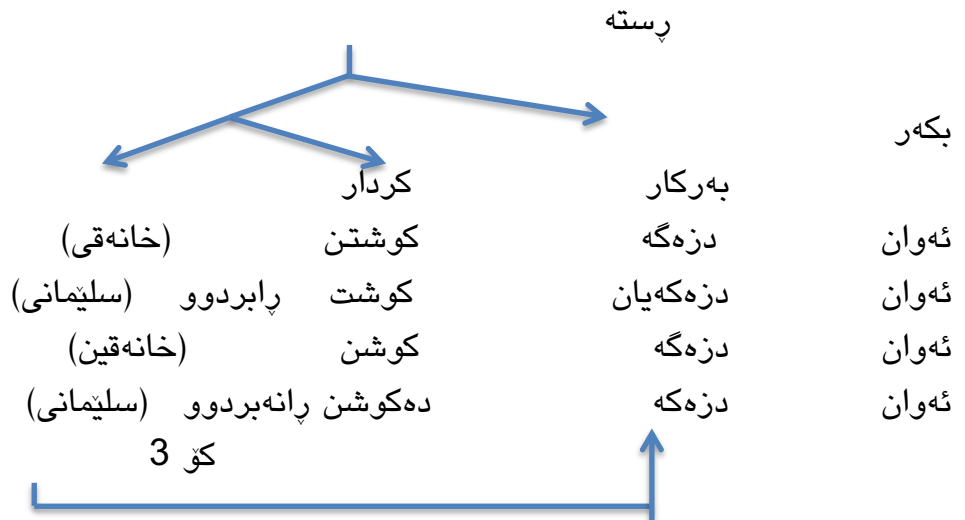 ڕستە
بکەر
بەرکار کردار
ئەوان دزەگە کوشتن (خانەقی)
ئەوان دزەکەیان کوشت ڕابردوو (سلێمانی)
ئەوان دزەگە کوشن (خانەقین)
ئەوان دزەکە دەکوشن ڕانەبردوو (سلێمانی)
کۆ 3